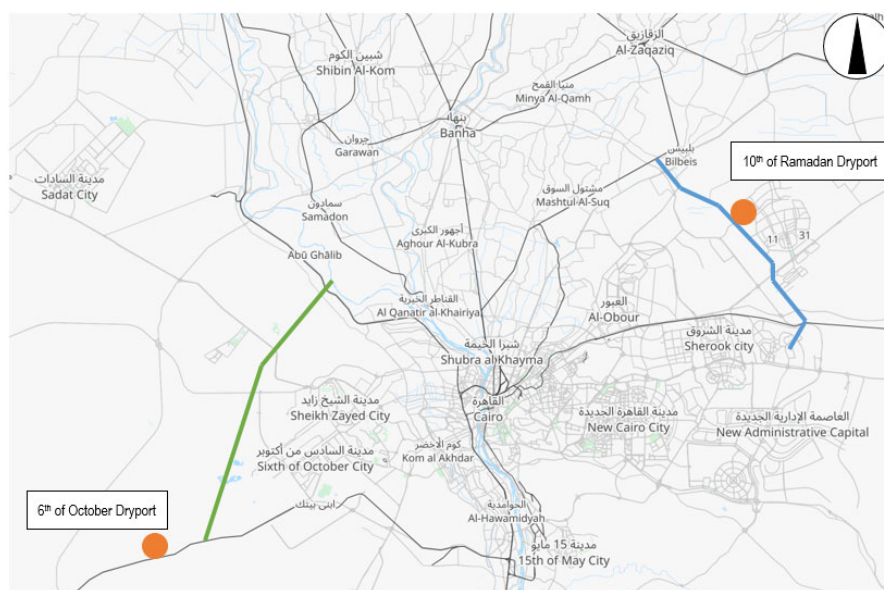 الزقازيق
Al-Zaqaziq
شبين الكوم
Shibin Al-Kom
منيا القمح
Minya Al-Qamh
بنها
Banha
جروان
Garawan
بلبيس
Bilbeis
10th of Ramadan Dryport
مدينة السادات
Sadat City
مشتول السوق
Mashtul Al-Suq
سمادون
Samadon
أجهور الكبرى
Aghour Al-Kubra
11
31
Abū Ghālib
القناطر الخيرية
Al Qanatir al-Khairiya
العبور
Al-Obour
مدينة الشروق
Sherook city
شبرا الخيمة
Shubra al Khayma
مدينة الشيخ زايد
Sheikh Zayed City
القاهرة
Cairo
مدينة القاهرة الجديدة
New Cairo City
العاصمة الإدارية الجديدة
New Administrative Capital
كوم الاخضر
Kom al Akhdar
مدينة السادس من أكتوبر
Sixth of October City
6th of October Dryport
ابنى بيتك
الحوامدية
Al-Hawamidyah
مدينة 15 مايو
15th of May City